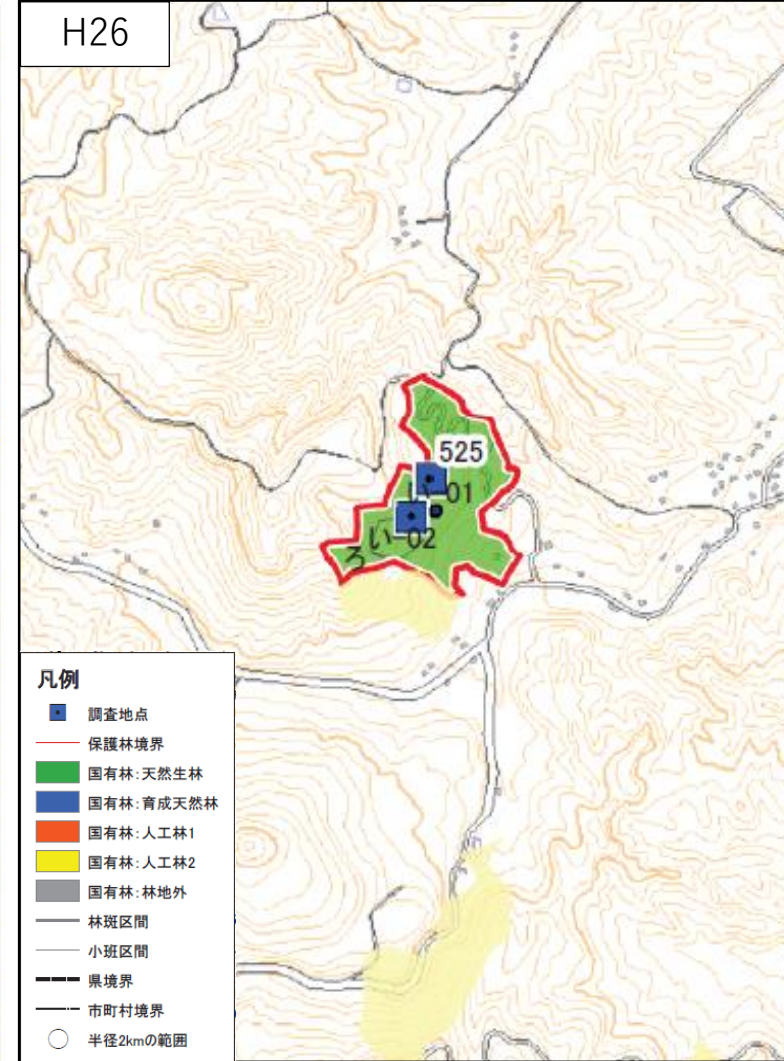 H26
525
い-01
い-02
ろ
凡例
調査地点
保護林境界
国有林:天然生林
国有林:育成天然林
国有林:人工林1
国有林:人工林2
国有林:林地外
林班区間
小班区間
県境界
市町村境界
半径2kmの範囲